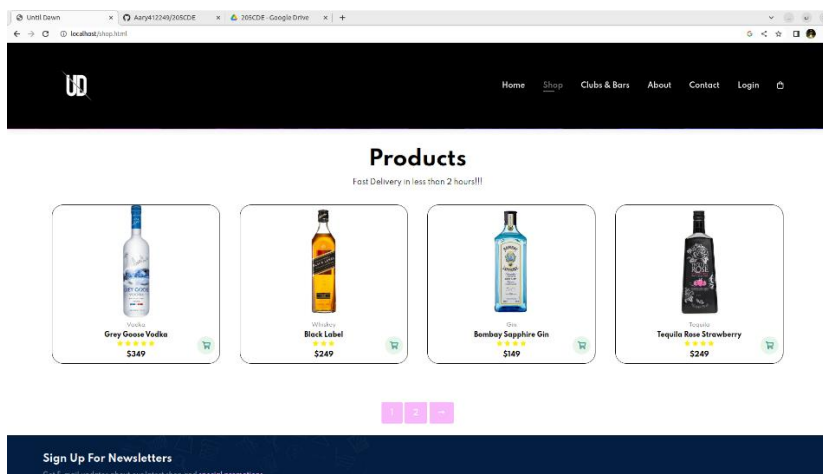 Until Dawn
Aary412249/205CDE
205CDE - Google Drive
localhost/shop.html
UD
Home Shop Clubs & Bars About Contact Login
Products
Fast Delivery in less than 2 hours!!!
Vodka
Grey Goose Vodka
$349
Whiskey
Black Label
$249
Gin
Bombay Sapphire Gin
$149
Tequila
Tequila Rose Strawberry
$249
1 2
Sign Up For Newsletters